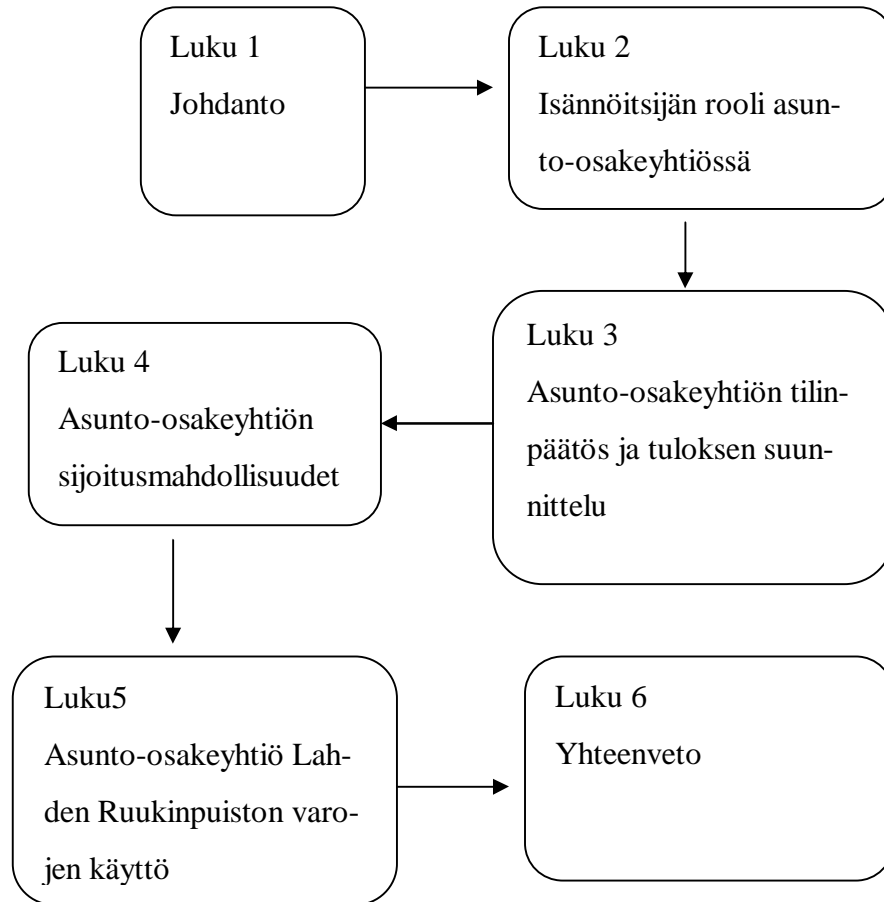 Luku 1
Johdanto
Luku 2
Isännöitsijän rooli asun-
to-osakeyhtiössä
Luku 3
Asunto-osakeyhtiön tilin-
päätös ja tuloksen suun-
nittelu
Luku 4
Asunto-osakeyhtiön
sijoitusmahdollisuudet
Luku5
Asunto-osakeyhtiö Lah-
den Ruukinpuiston varo-
jen käyttö
Luku 6
Yhteenveto